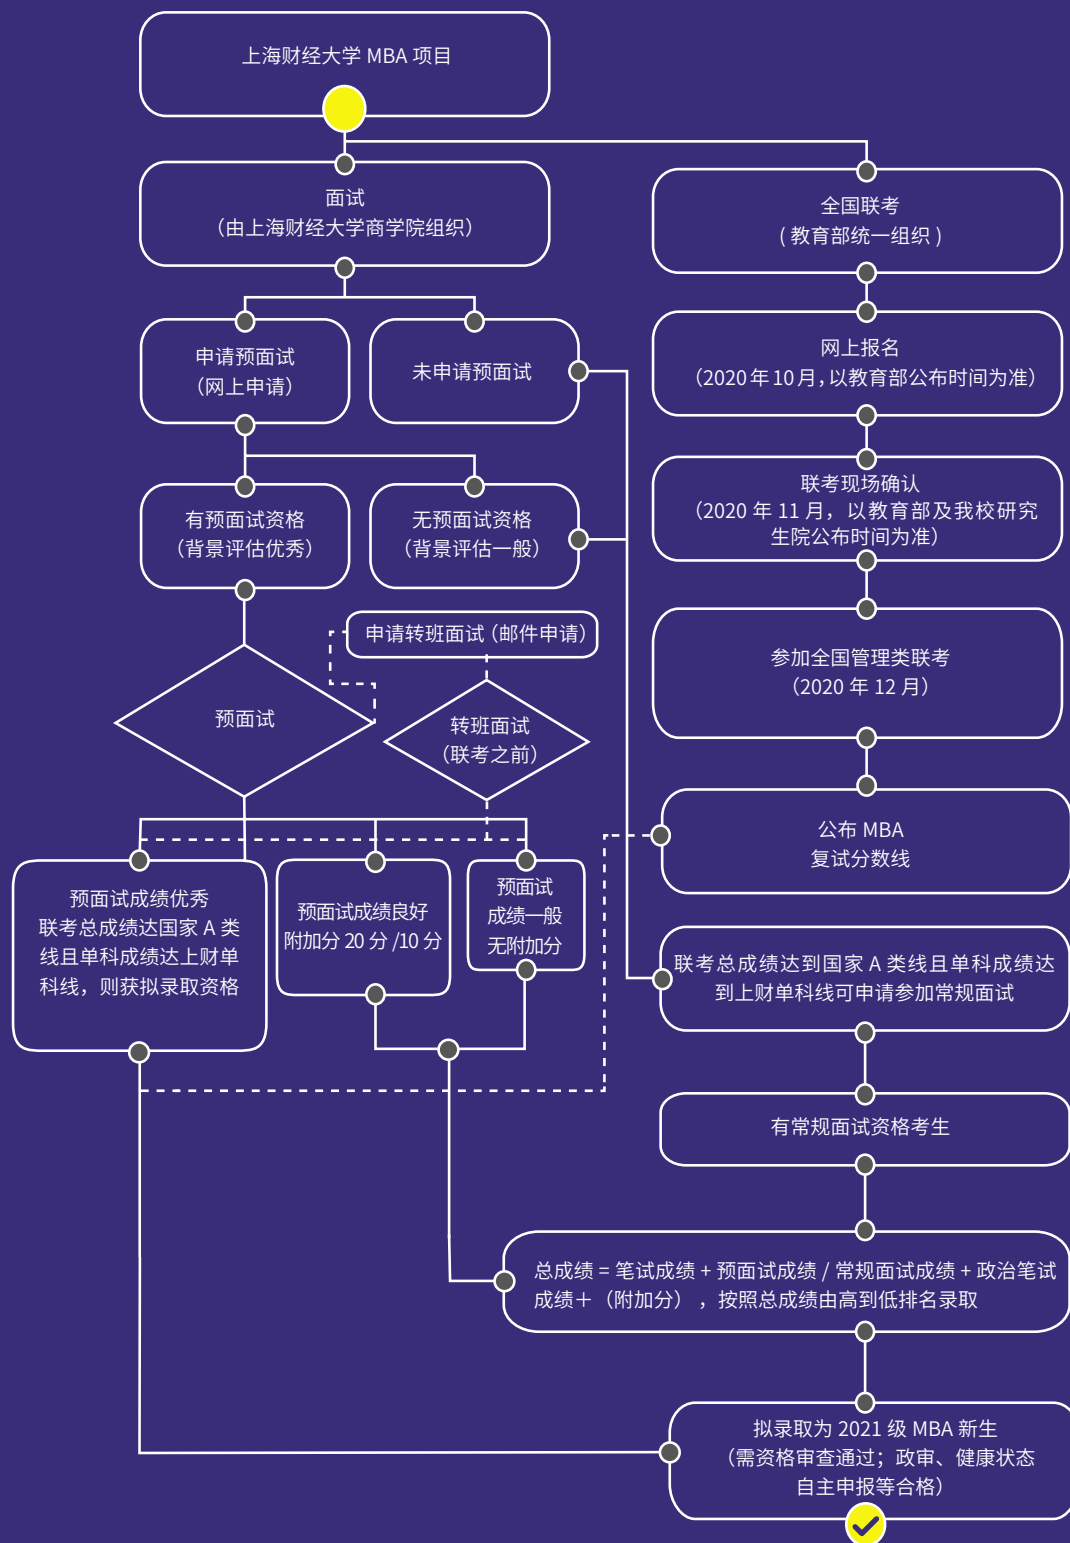 上海财经大学 MBA 项目
面试
（由上海财经大学商学院组织）
申请预面试
（网上申请）
未申请预面试
有预面试资格
（背景评估优秀）
无预面试资格
（背景评估一般）
申请转班面试（邮件申请）
预面试
转班面试
（联考之前）
预面试成绩优秀
联考总成绩达国家 A 类
线且单科成绩达上财单
科线，则获拟录取资格
预面试成绩良好
附加分 20 分 /10 分
预面试
成绩一般
无附加分
全国联考
( 教育部统一组织 )
网上报名
（2020 年 10 月，以教育部公布时间为准）
联考现场确认
（2020 年 11 月，以教育部及我校研究
生院公布时间为准）
参加全国管理类联考
（2020 年 12 月）
公布 MBA
复试分数线
联考总成绩达到国家 A 类线且单科成绩达
到上财单科线可申请参加常规面试
有常规面试资格考生
总成绩 = 笔试成绩 + 预面试成绩 / 常规面试成绩 + 政治笔试
成绩＋（附加分），按照总成绩由高到低排名录取
拟录取为 2021 级 MBA 新生
（需资格审查通过；政审、健康状态
自主申报等合格）